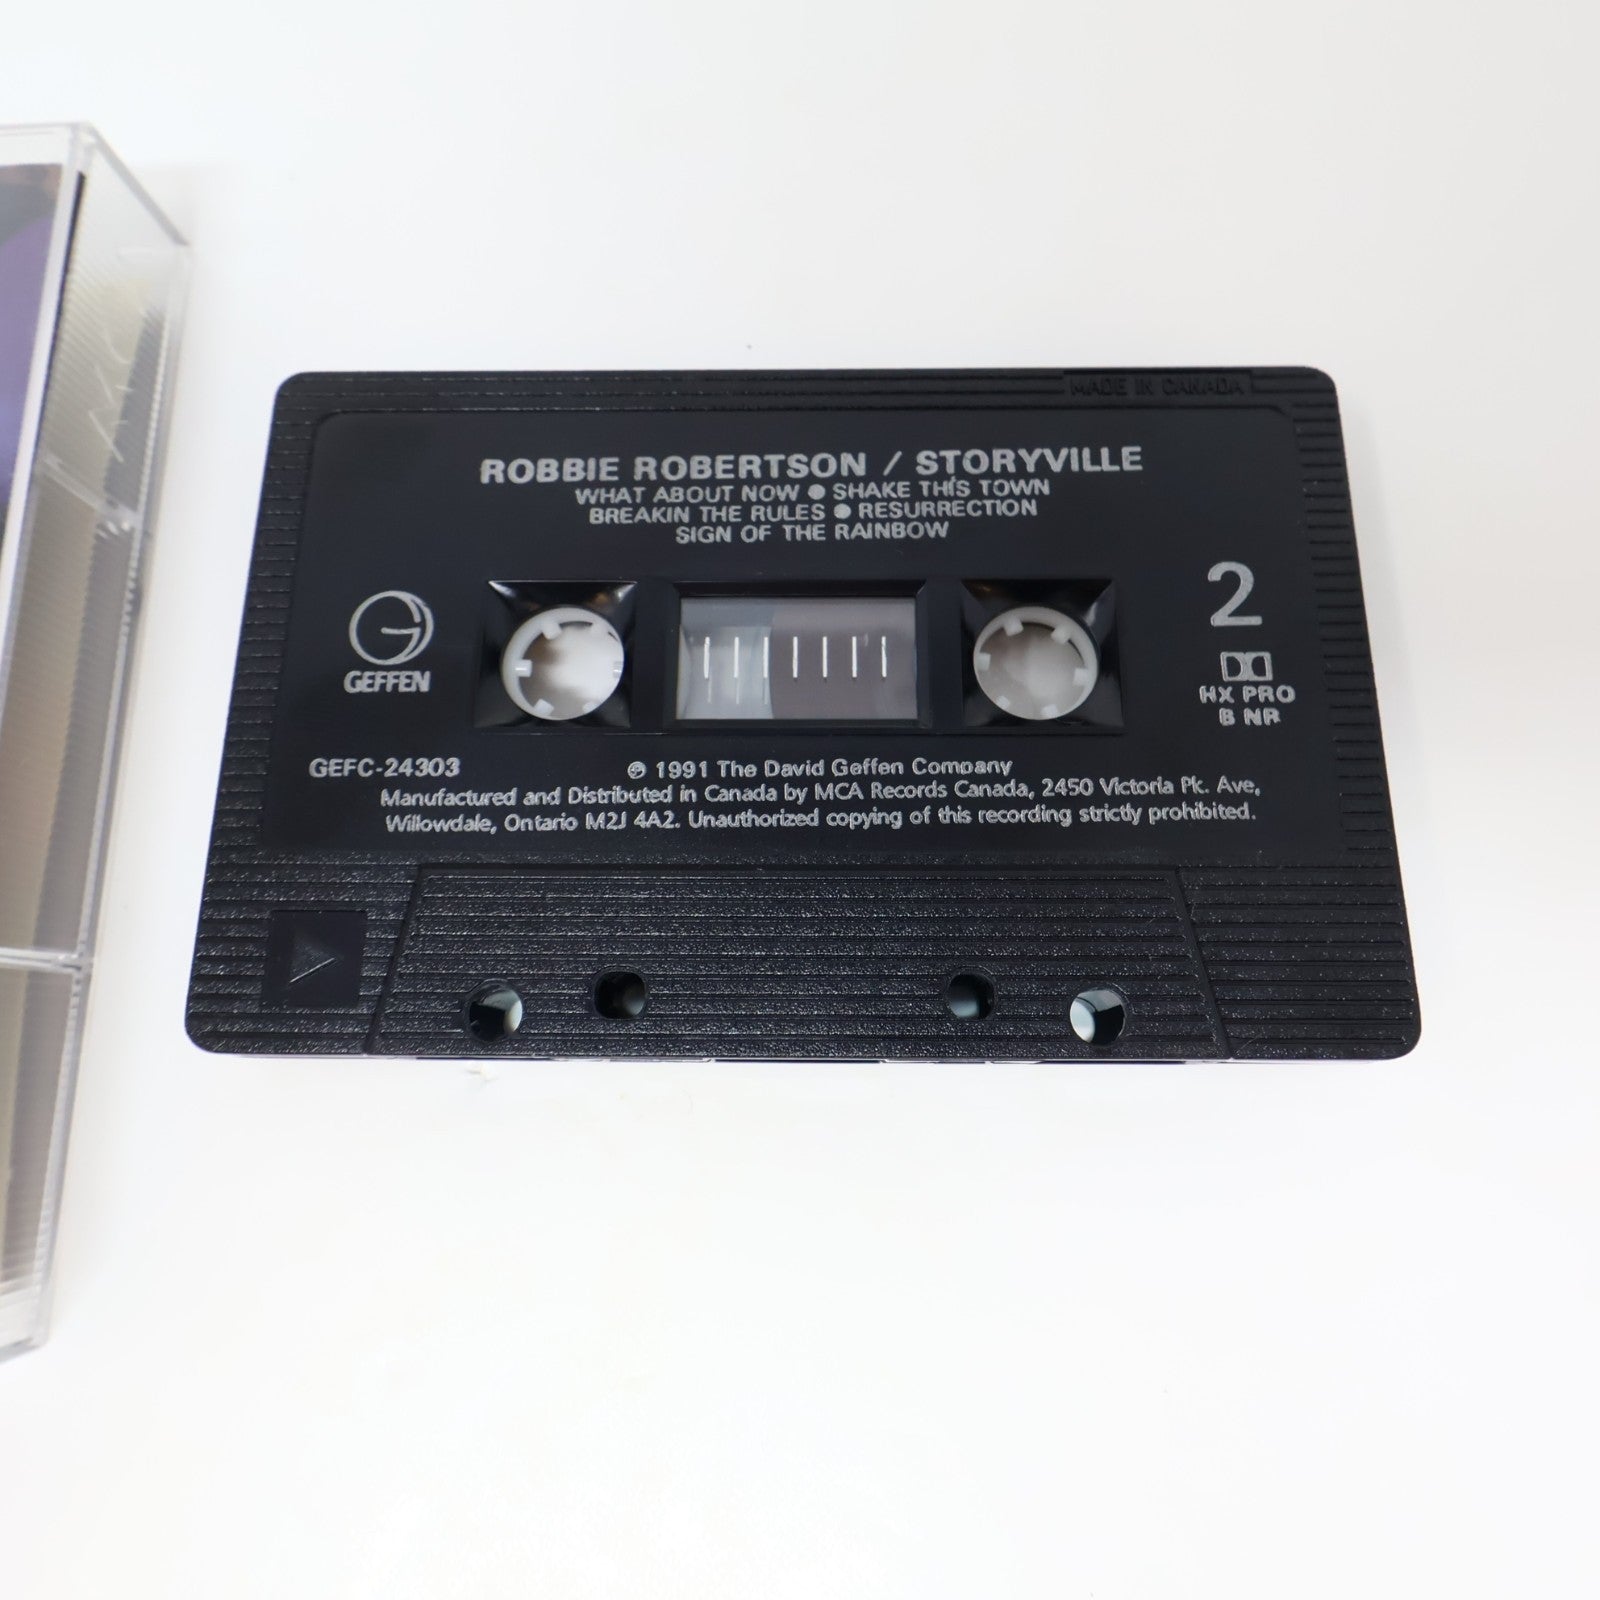 MADE IN CANADA
ROBBIE ROBERTSON / STORYVILLE
WHAT ABOUT NOW ● SHAKE THIS TOWN
BREAKIN THE RULES ● RESURRECTION
SIGN OF THE RAINBOW
G
GEFFEN
2
HX PRO
B NR
GEFC-24303
℗ 1991 The David Geffen Company
Manufactured and Distributed in Canada by MCA Records Canada, 2450 Victoria Pk. Ave,
Willowdale, Ontario M2J 4A2. Unauthorized copying of this recording strictly prohibited.